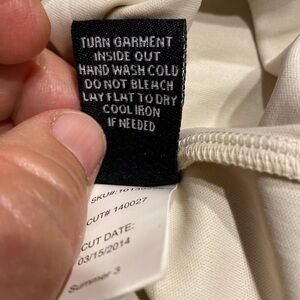 TURN GARMENT
INSIDE OUT
HAND WASH COLD
DO NOT BLEACH
LAY FLAT TO DRY
COOL IRON
IF NEEDED
SKU#:
CUT# 140027
CUT DATE:
03/15/2014
Summer 3